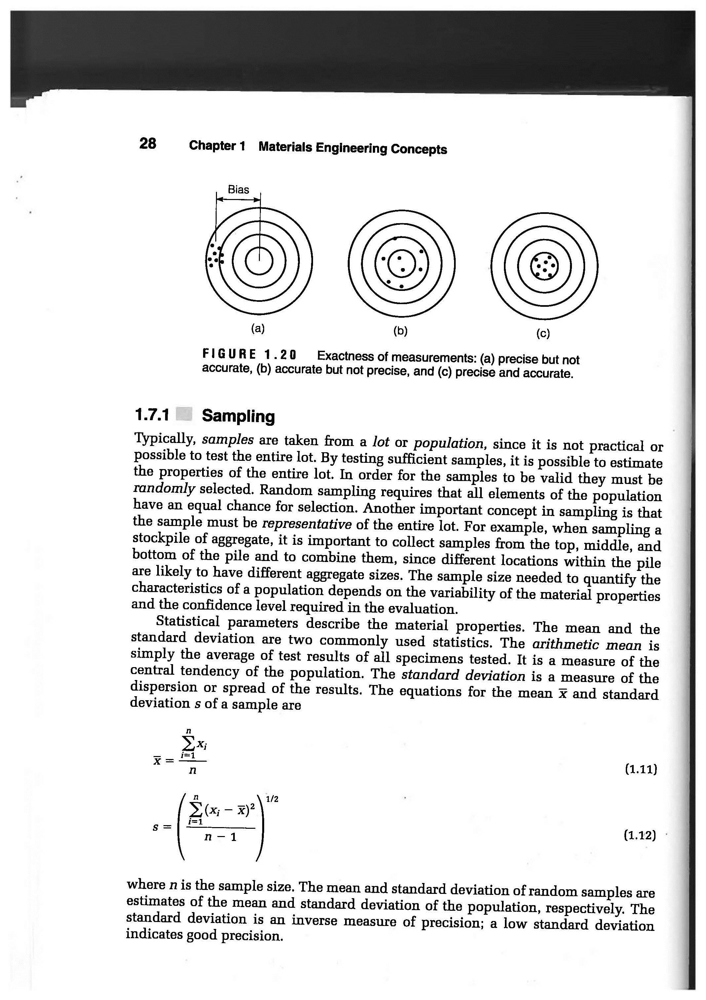 28 Chapter 1 Materials Engineering Concepts
Bias
(a) (b) (c)
FIGURE 1.20 Exactness of measurements: (a) precise but not
accurate, (b) accurate but not precise, and (c) precise and accurate.
1.7.1 Sampling
Typically, samples are taken from a lot or population, since it is not practical or
possible to test the entire lot. By testing sufficient samples, it is possible to estimate
the properties of the entire lot. In order for the samples to be valid they must be
randomly selected. Random sampling requires that all elements of the population
have an equal chance for selection. Another important concept in sampling is that
the sample must be representative of the entire lot. For example, when sampling a
stockpile of aggregate, it is important to collect samples from the top, middle, and
bottom of the pile and to combine them, since different locations within the pile
are likely to have different aggregate sizes. The sample size needed to quantify the
characteristics of a population depends on the variability of the material properties
and the confidence level required in the evaluation.
Statistical parameters describe the material properties. The mean and the
standard deviation are two commonly used statistics. The arithmetic mean is
simply the average of test results of all specimens tested. It is a measure of the
central tendency of the population. The standard deviation is a measure of the
dispersion or spread of the results. The equations for the mean x̄ and standard
deviation s of a sample are
n
∑xᵢ
i=1
x̄ =
n
(1.11)
n
∑(xᵢ − x̄)²
i=1
1/2
s =
n − 1
(1.12)
where n is the sample size. The mean and standard deviation of random samples are
estimates of the mean and standard deviation of the population, respectively. The
standard deviation is an inverse measure of precision; a low standard deviation
indicates good precision.